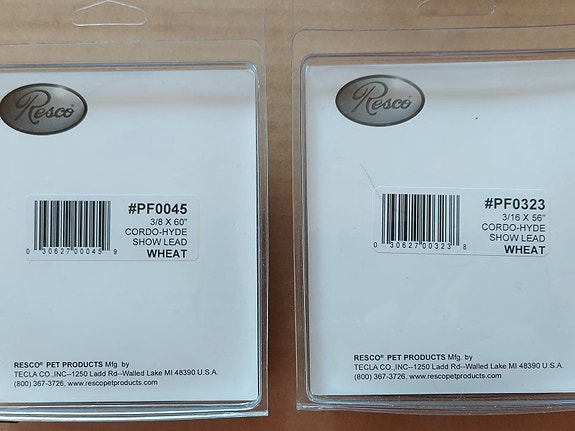 Resco®
#PF0045
3/8 X 60"
CORDO-HYDE
SHOW LEAD
WHEAT
0 30627 00045 9
RESCO® PET PRODUCTS Mfg. by
TECLA CO.,INC--1250 Ladd Rd--Walled Lake MI 48390 U.S.A.
(800) 367-3726, www.rescopetproducts.com
Resco®
#PF0323
3/16 X 56"
CORDO-HYDE
SHOW LEAD
WHEAT
0 30627 00323 8
RESCO® PET PRODUCTS Mfg. by
TECLA CO.,INC--1250 Ladd Rd--Walled Lake MI 48390 U.S.A.
(800) 367-3726, www.rescopetproducts.com